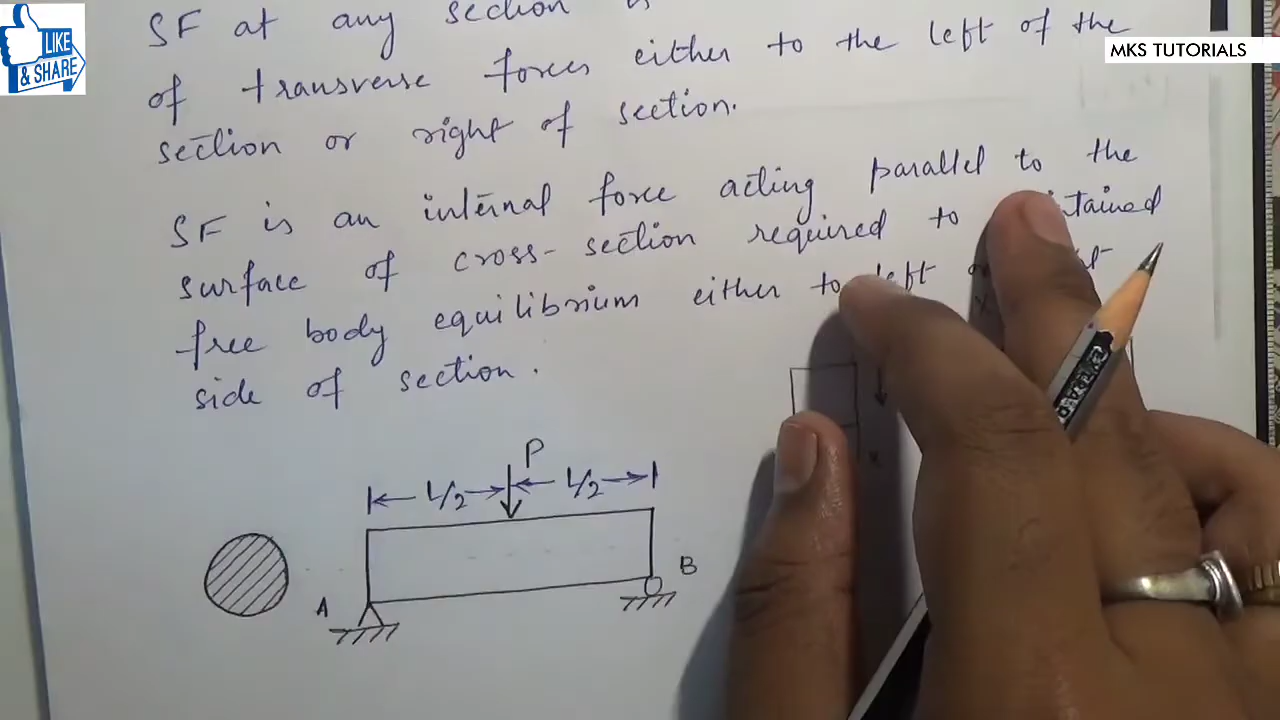 LIKE
& SHARE
MKS TUTORIALS
SF at any section is
of transverse forces either to the left of the
section or right of section.
SF is an internal force acting parallel to the
surface of cross-section required to
free body equilibrium either to left
side of section.
P
L/2 L/2
A
B